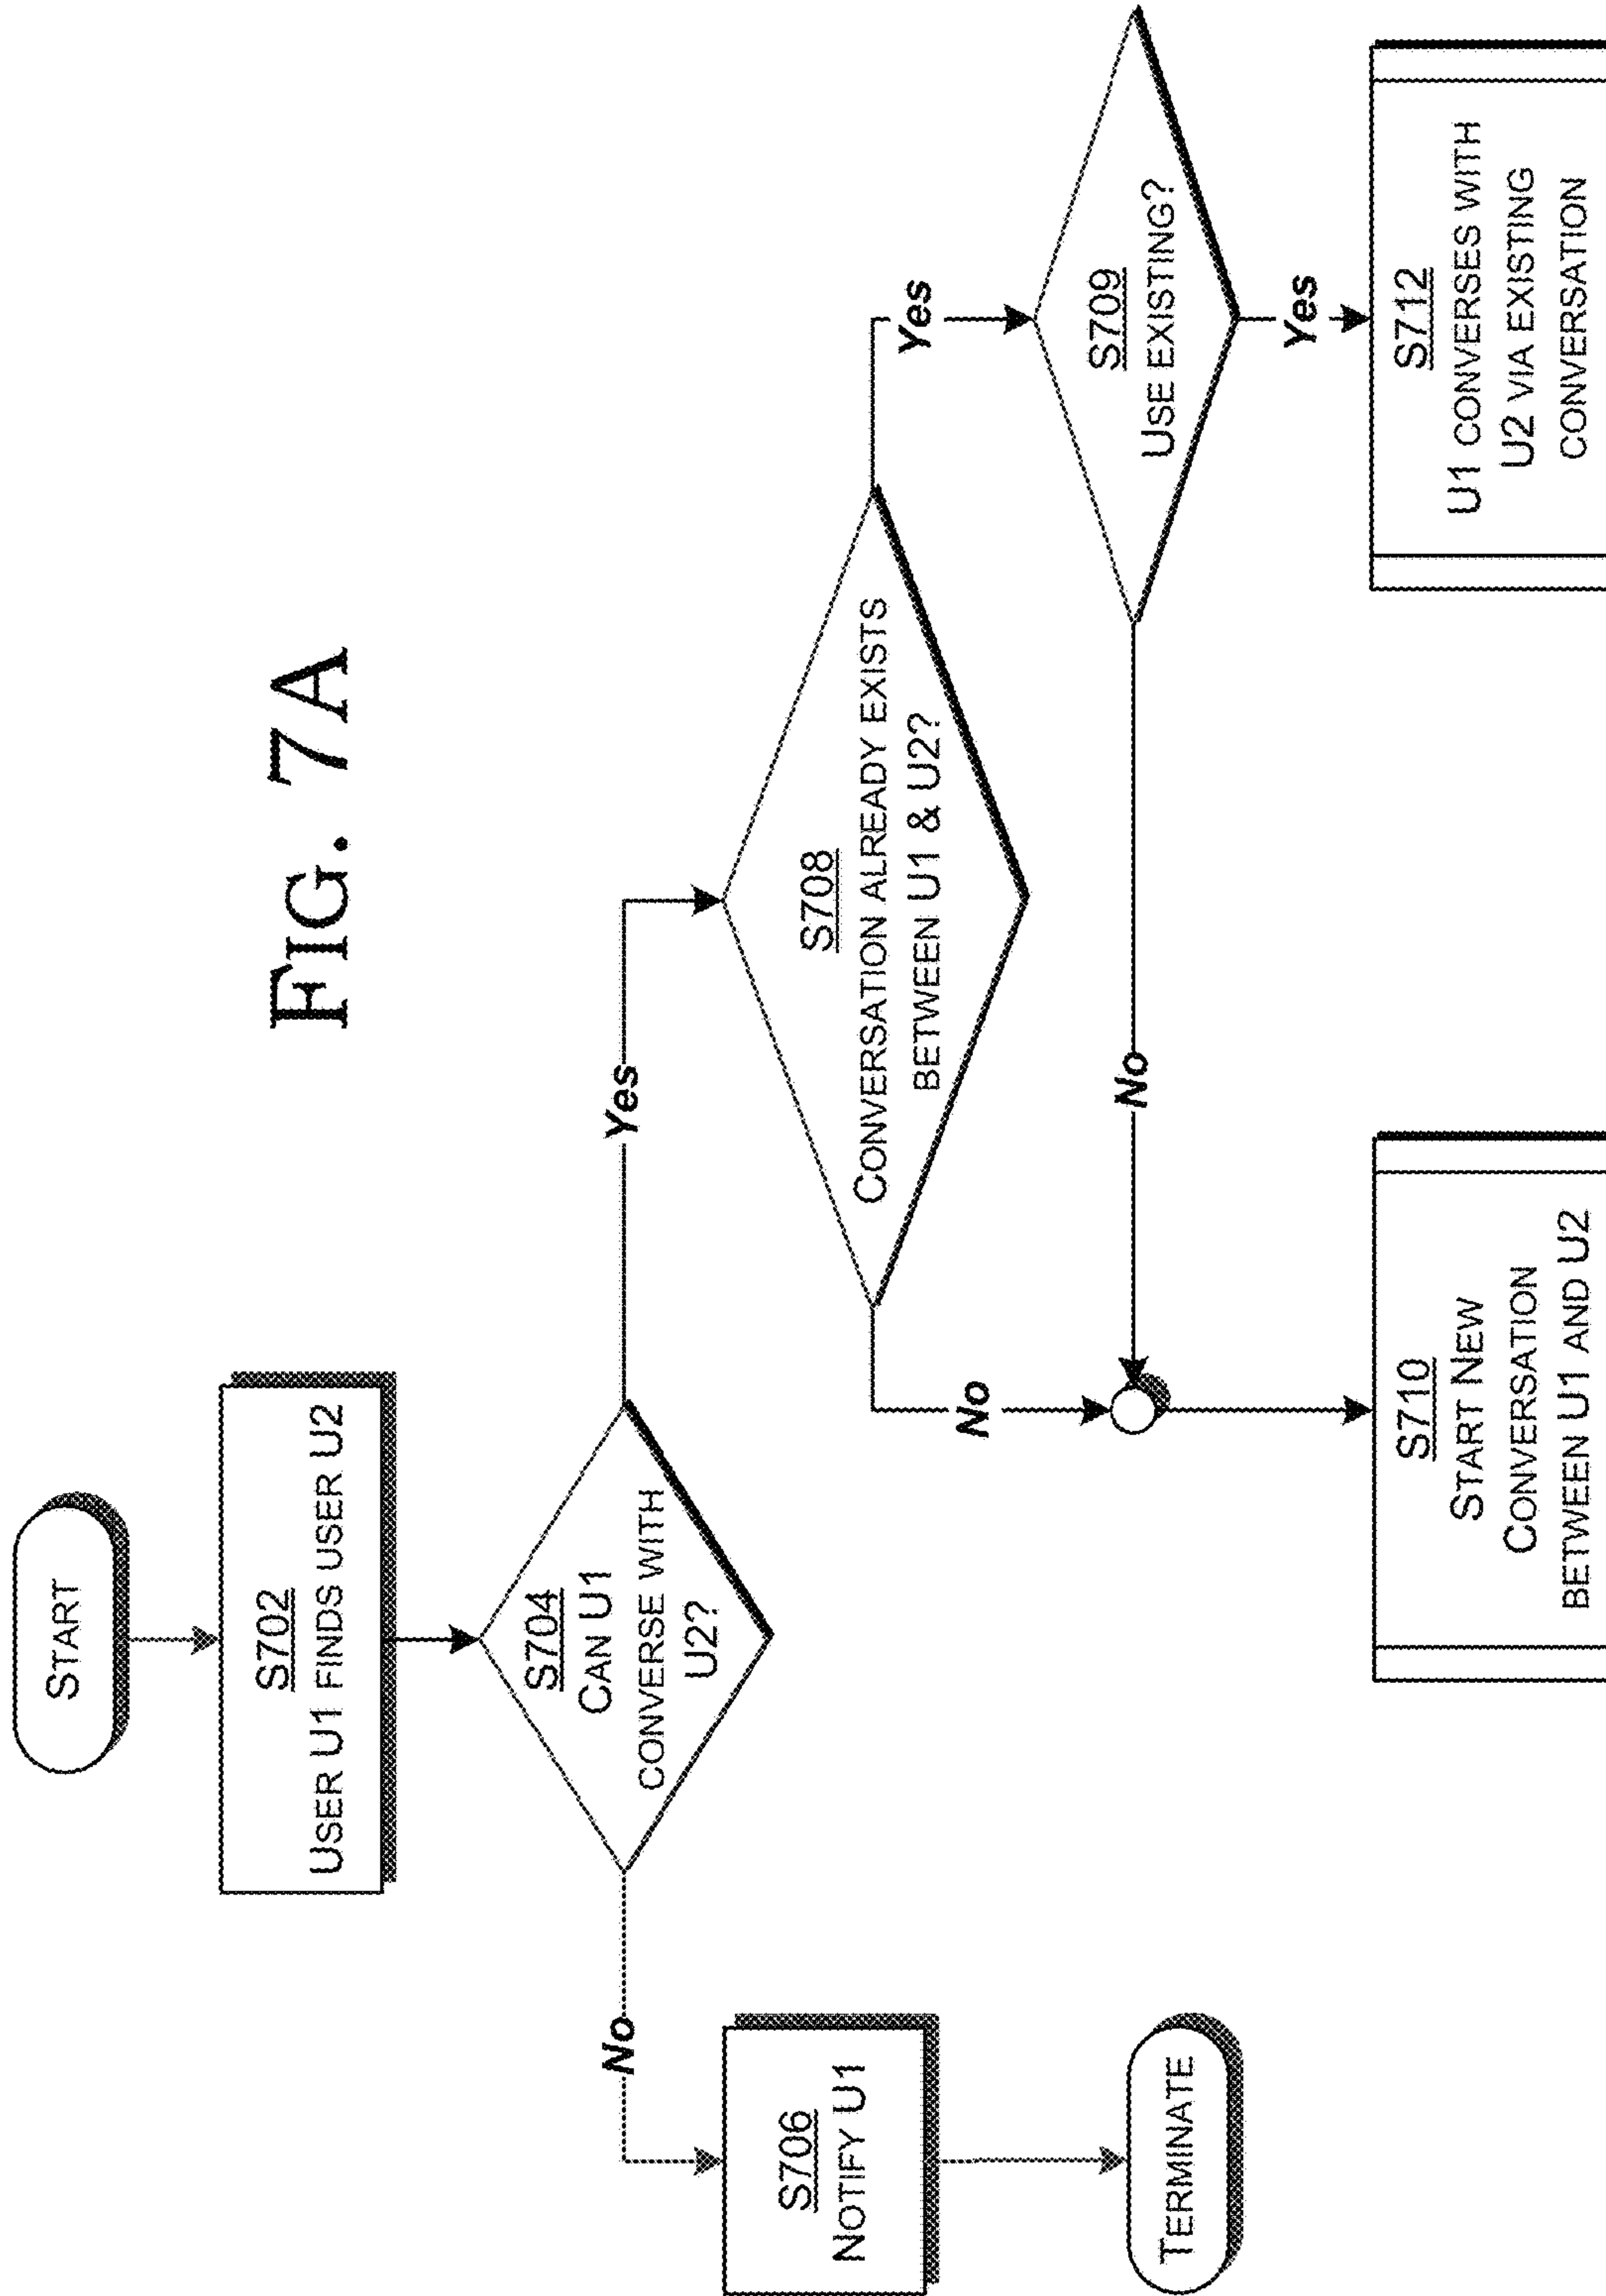 FIG. 7A
START
S702
USER U1 FINDS USER U2
S704
CAN U1
CONVERSE WITH
U2?
No
Yes
S706
NOTIFY U1
TERMINATE
S708
CONVERSATION ALREADY EXISTS
BETWEEN U1 & U2?
No
Yes
S709
USE EXISTING?
No
Yes
S710
START NEW
CONVERSATION
BETWEEN U1 AND U2
S712
U1 CONVERSES WITH
U2 VIA EXISTING
CONVERSATION